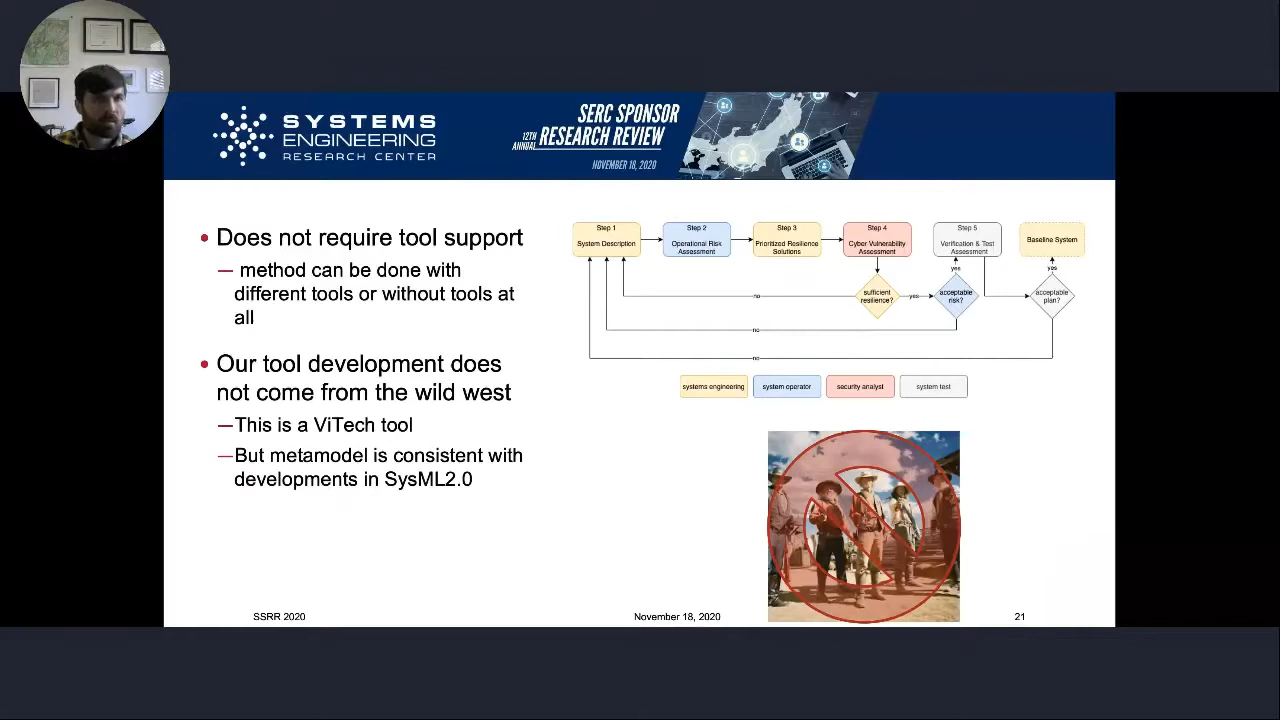 SYSTEMS
ENGINEERING
RESEARCH CENTER
SERC SPONSOR
12TH
ANNUAL
RESEARCH REVIEW
NOVEMBER 18, 2020
• Does not require tool support
— method can be done with
different tools or without tools at
all
• Our tool development does
not come from the wild west
—This is a ViTech tool
—But metamodel is consistent with
developments in SysML2.0
Step 1
System Description
Step 2
Operational Risk
Assessment
Step 3
Prioritized Resilience
Solutions
Step 4
Cyber Vulnerability
Assessment
Step 5
Verification & Test
Assessment
Baseline System
yes
yes
sufficient
resilience?
yes
acceptable
risk?
acceptable
plan?
no
no
no
systems engineering
system operator
security analyst
system test
SSRR 2020
November 18, 2020
21